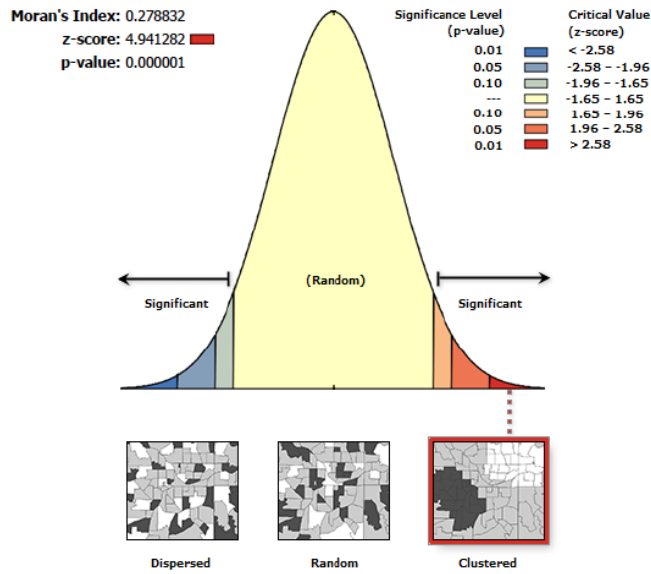 Moran's Index: 0.278832
z-score: 4.941282
p-value: 0.000001
Significance Level
(p-value)
Critical Value
(z-score)
0.01 < -2.58
0.05 -2.58 – -1.96
0.10 -1.96 – -1.65
--- -1.65 – 1.65
0.10 1.65 – 1.96
0.05 1.96 – 2.58
0.01 > 2.58
Significant
(Random)
Significant
Dispersed
Random
Clustered